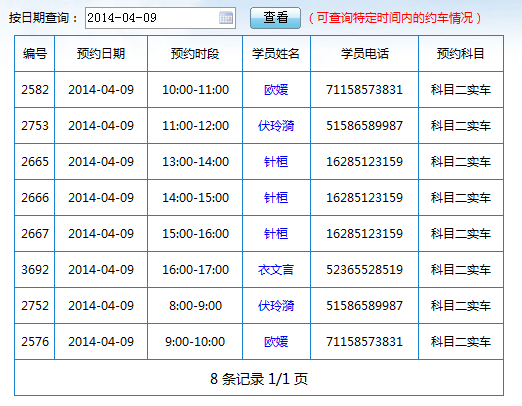 按日期查询： 2014-04-09 查看 （可查询特定时间内的约车情况）
编号 预约日期 预约时段 学员姓名 学员电话 预约科目
2582 2014-04-09 10:00-11:00 欧媛 71158573831 科目二实车
2753 2014-04-09 11:00-12:00 伏玲漪 51586589987 科目二实车
2665 2014-04-09 13:00-14:00 针桓 16285123159 科目二实车
2666 2014-04-09 14:00-15:00 针桓 16285123159 科目二实车
2667 2014-04-09 15:00-16:00 针桓 16285123159 科目二实车
3692 2014-04-09 16:00-17:00 衣文言 52365528519 科目二实车
2752 2014-04-09 8:00-9:00 伏玲漪 51586589987 科目二实车
2576 2014-04-09 9:00-10:00 欧媛 71158573831 科目二实车
8 条记录 1/1 页